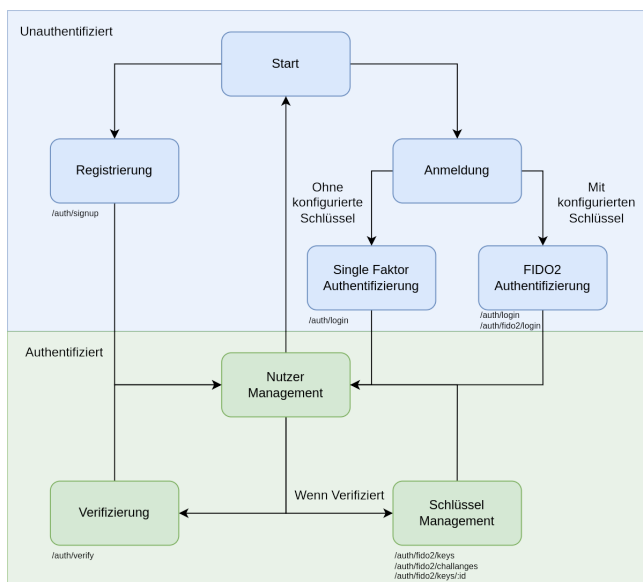 Unauthentifiziert
Start
Registrierung
/auth/signup
Anmeldung
Ohne
konfigurierte
Schlüssel
Mit
konfigurierten
Schlüssel
Single Faktor
Authentifizierung
/auth/login
FIDO2
Authentifizierung
/auth/login
/auth/fido2/login
Authentifiziert
Nutzer
Management
Wenn Verifiziert
Verifizierung
/auth/verify
Schlüssel
Management
/auth/fido2/keys
/auth/fido2/challanges
/auth/fido2/keys/:id